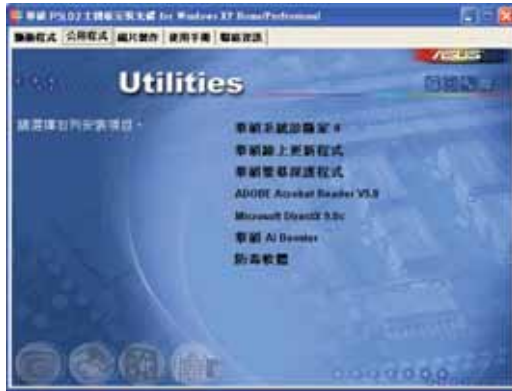 華碩 P5LD2 主機板安裝光碟 for Windows XP Home/Professional
驅動程式 公用程式 磁片製作 使用手冊 聯絡資訊
ASUS
Utilities
請選擇右列安裝項目。
華碩系統診斷家 II
華碩線上更新程式
華碩螢幕保護程式
ADOBE Acrobat Reader V5.0
Microsoft DirectX 9.0c
華碩 AI Booster
防毒軟體